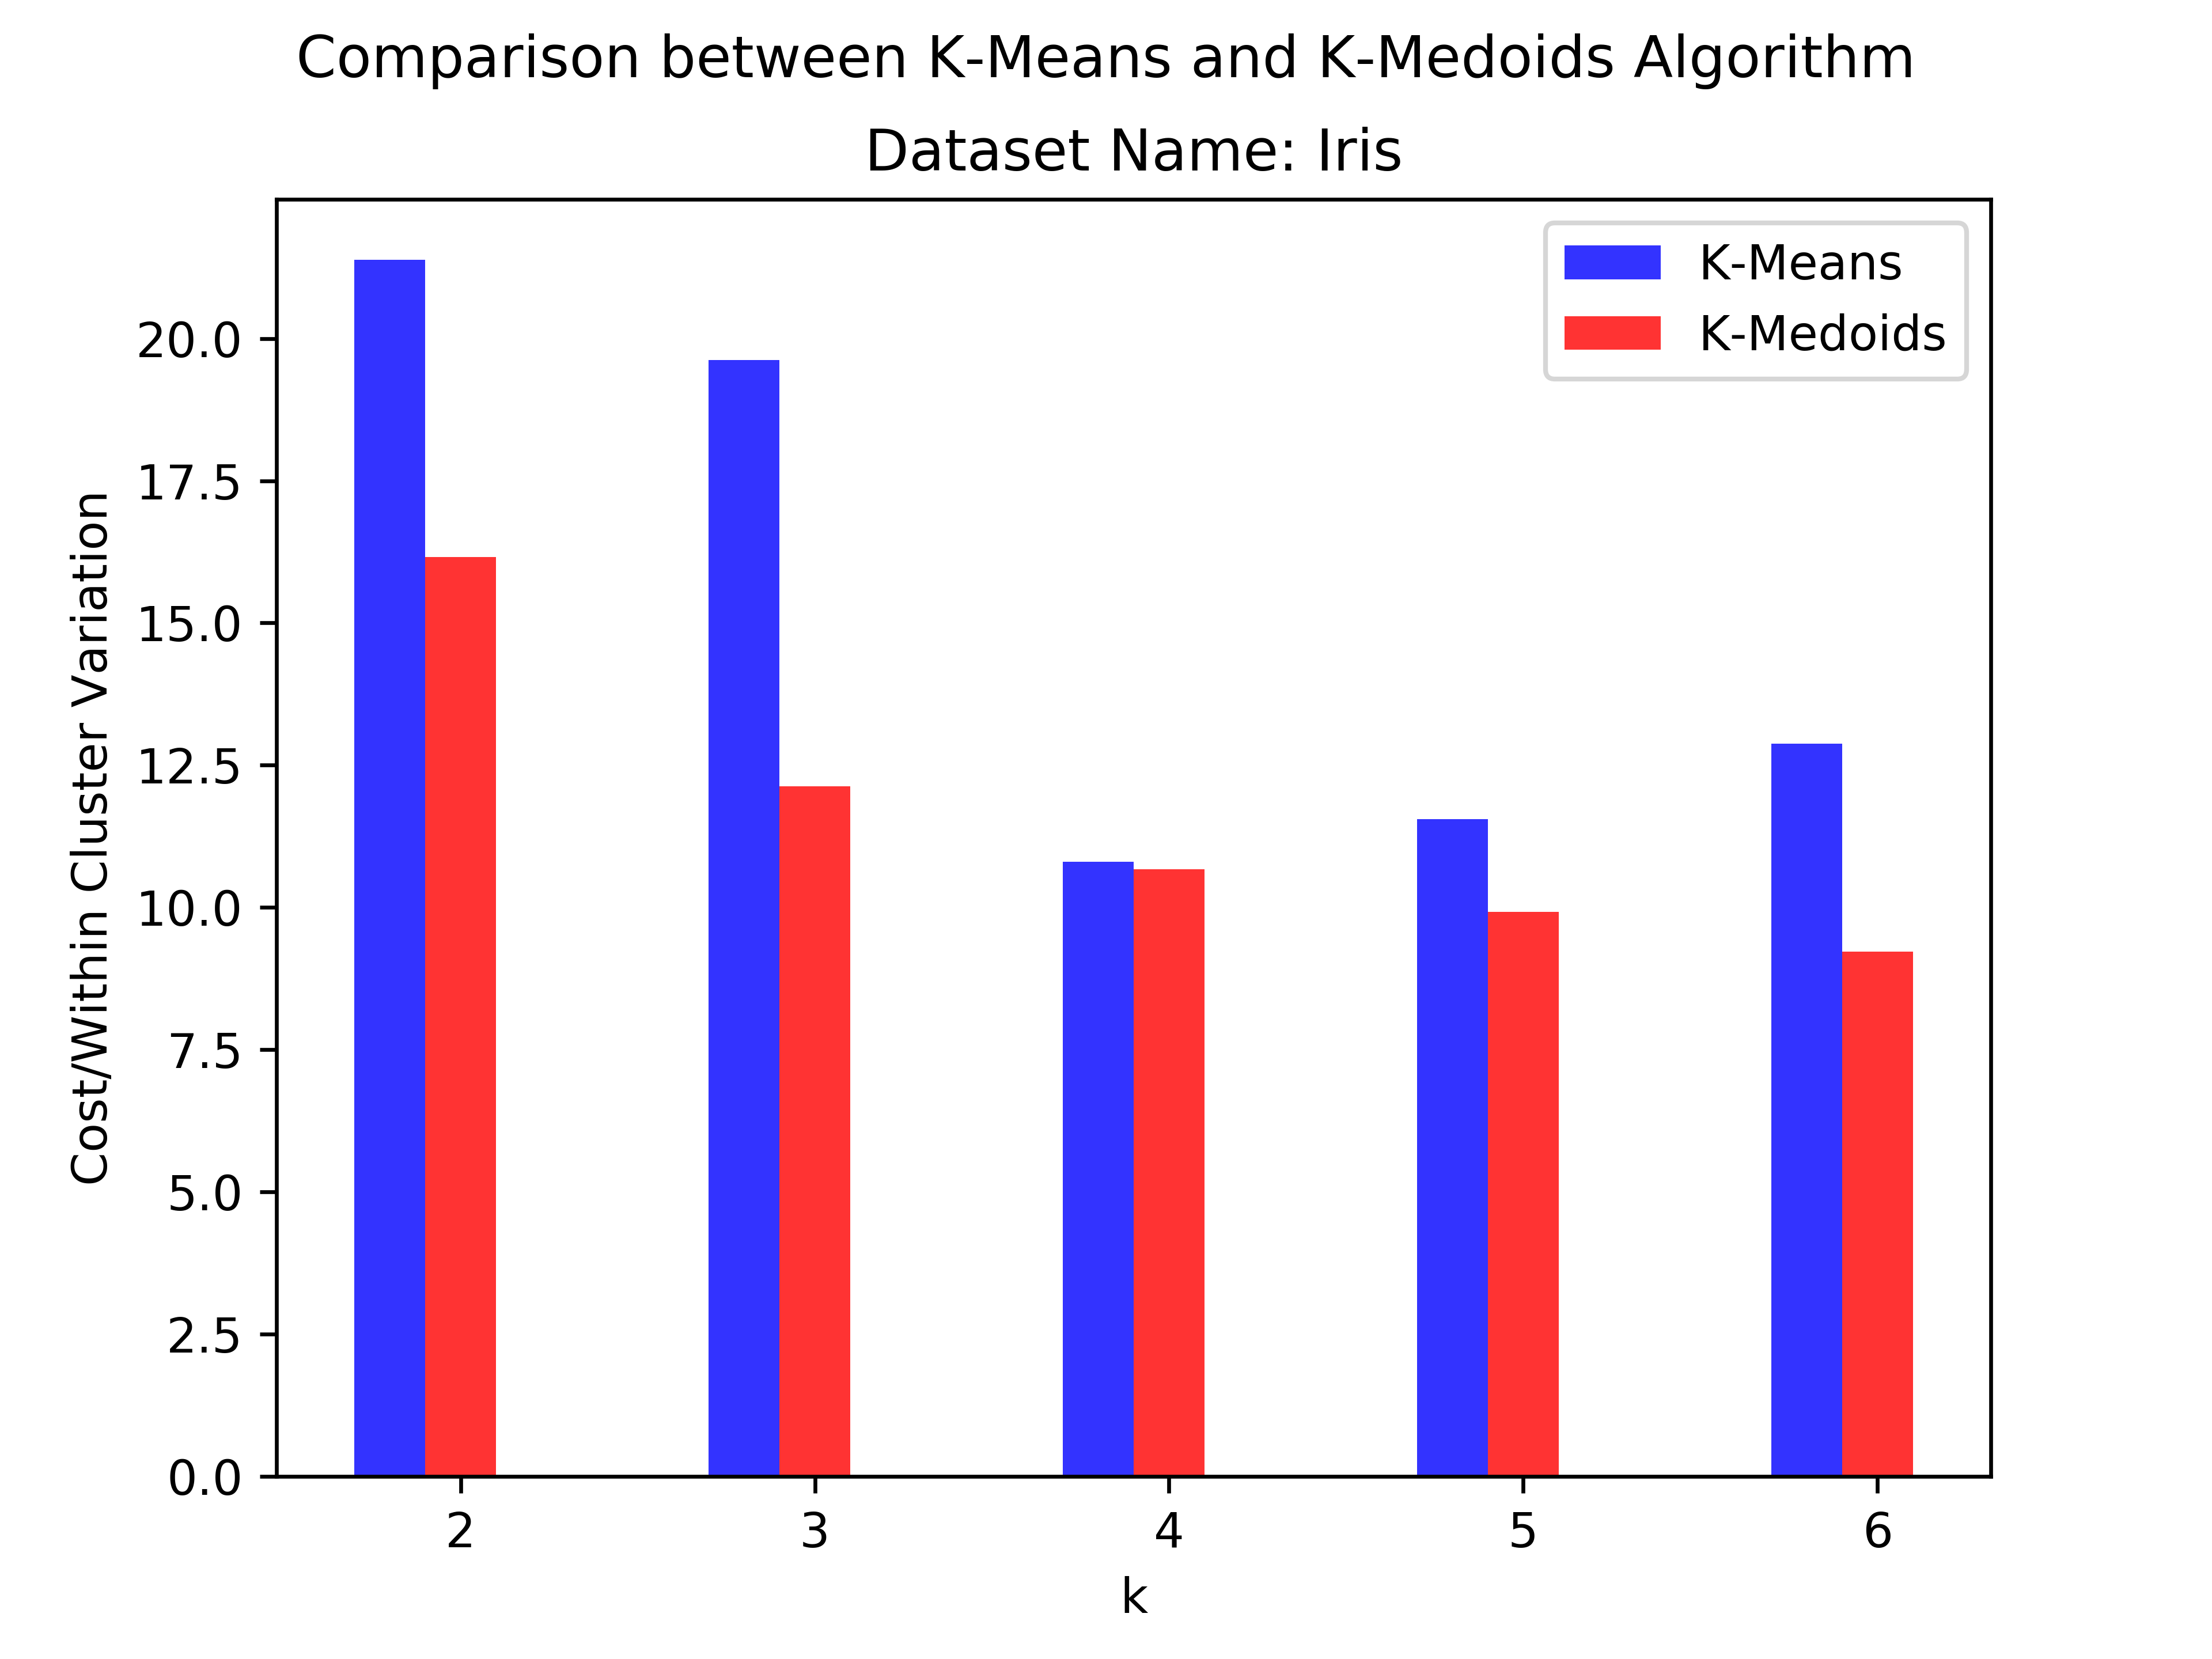 Comparison between K-Means and K-Medoids Algorithm
Dataset Name: Iris
K-Means
K-Medoids
Cost/Within Cluster Variation
20.0
17.5
15.0
12.5
10.0
7.5
5.0
2.5
0.0
2 3 4 5 6
k